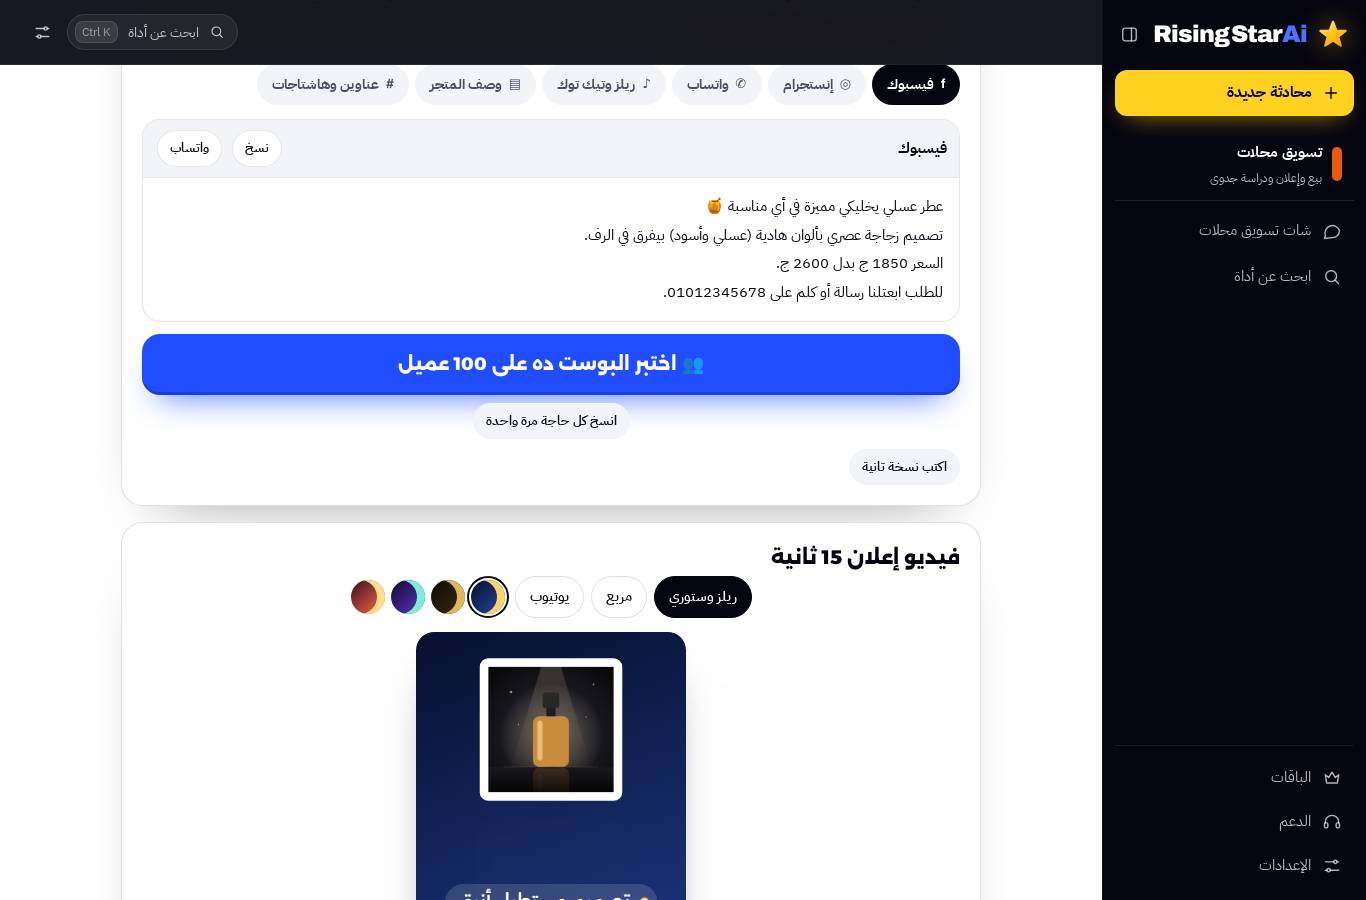 RisingStarAi
محادثة جديدة
تسويق محلات
بيع وإعلان ودراسة جدوى
شات تسويق محلات
ابحث عن أداة
الباقات
الدعم
الإعدادات
ابحث عن أداة Ctrl K
f فيسبوك
إنستجرام
واتساب
ريلز وتيك توك
وصف المتجر
# عناوين وهاشتاجات
فيسبوك
نسخ
واتساب
عطر عسلي يخليكي مميزة في أي مناسبة 🍯
تصميم زجاجة عصري بألوان هادية (عسلي وأسود) بيفرق في الرف.
السعر 1850 ج بدل 2600 ج.
للطلب ابعتلنا رسالة أو كلم على 01012345678.
👥 اختبر البوست ده على 100 عميل
انسخ كل حاجة مرة واحدة
اكتب نسخة تانية
فيديو إعلان 15 ثانية
ريلز وستوري
مربع
يوتيوب